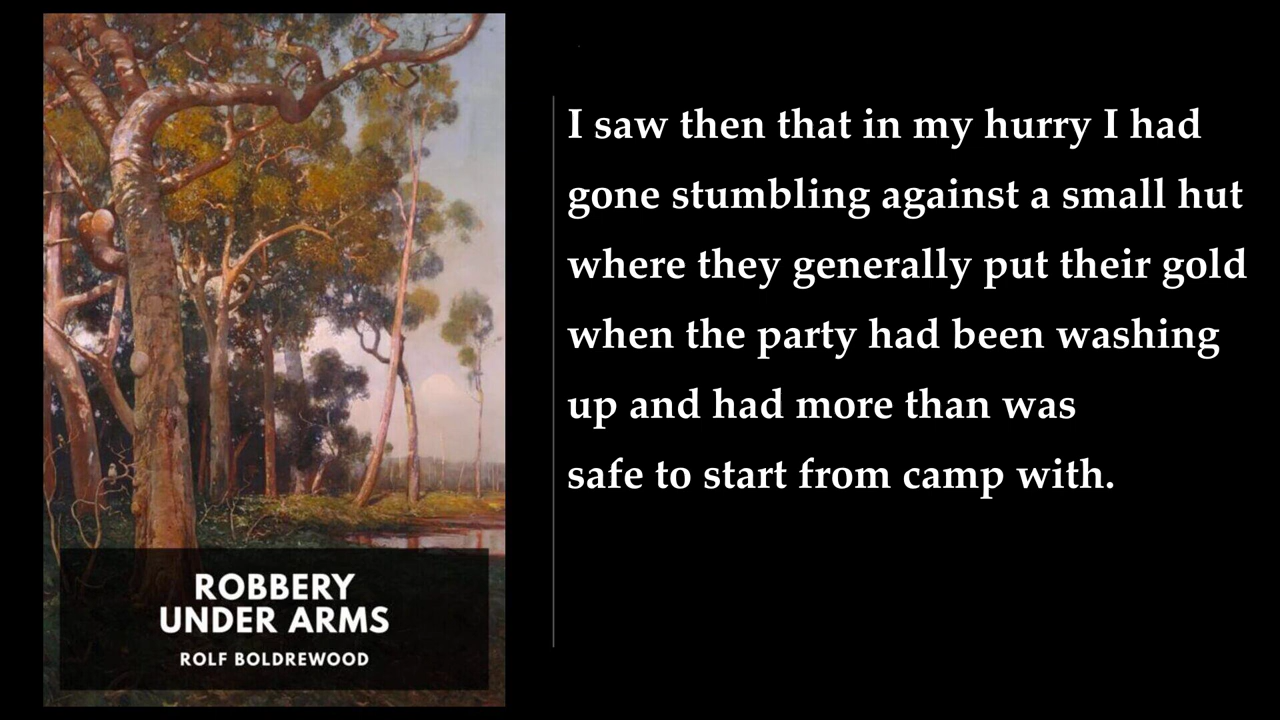 I saw then that in my hurry I had
gone stumbling against a small hut
where they generally put their gold
when the party had been washing
up and had more than was
safe to start from camp with.
ROBBERY
UNDER ARMS
ROLF BOLDREWOOD